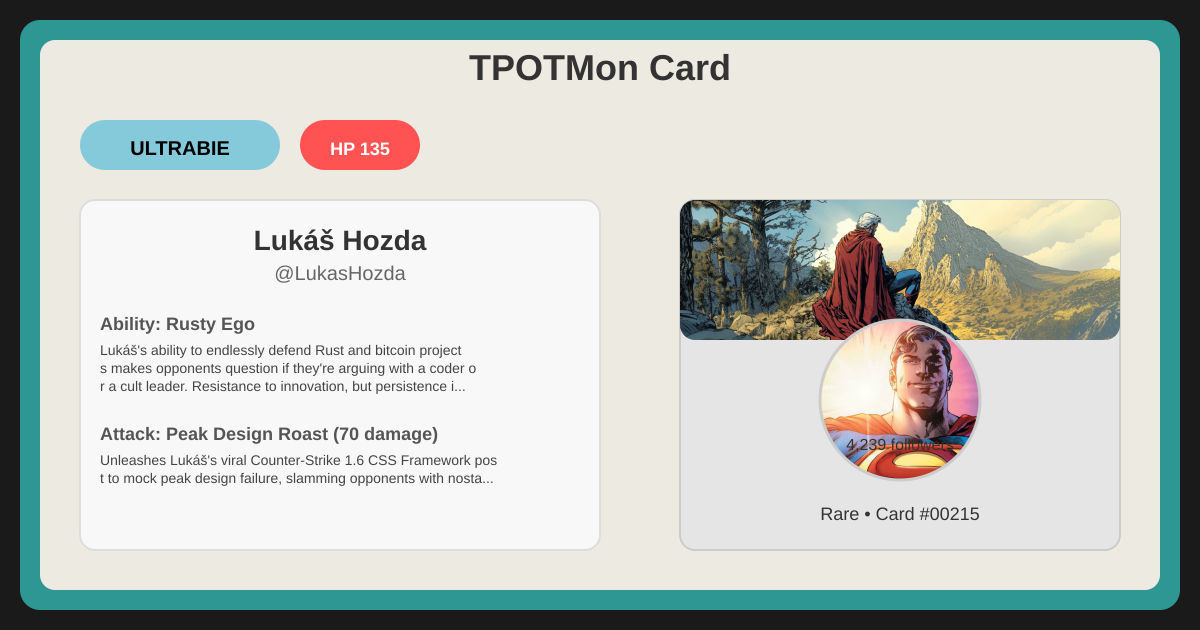 TPOTMon Card
ULTRABIE
HP 135
Lukáš Hozda
@LukasHozda
Ability: Rusty Ego
Lukáš's ability to endlessly defend Rust and bitcoin project
s makes opponents question if they're arguing with a coder o
r a cult leader. Resistance to innovation, but persistence i...
Attack: Peak Design Roast (70 damage)
Unleashes Lukáš's viral Counter-Strike 1.6 CSS Framework pos
t to mock peak design failure, slamming opponents with nosta...
4,239 followers
Rare • Card #00215